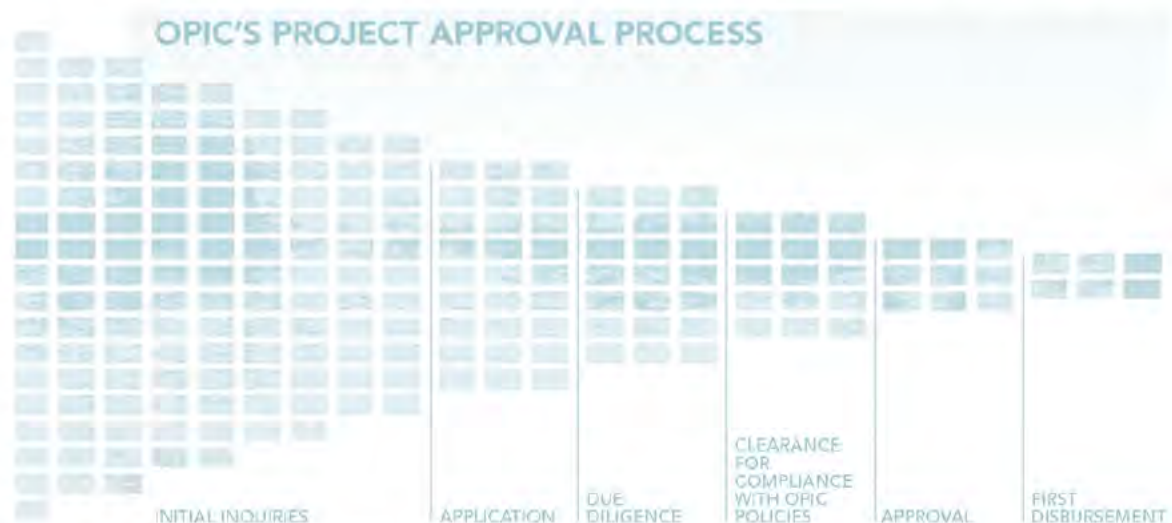 OPIC'S PROJECT APPROVAL PROCESS
INITIAL INQUIRIES
APPLICATION
DUE
DILIGENCE
CLEARANCE
FOR
COMPLIANCE
WITH OPIC
POLICIES
APPROVAL
FIRST
DISBURSEMENT